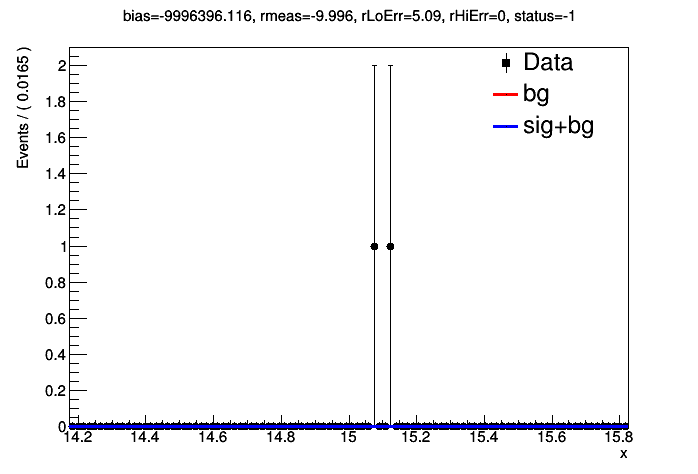 bias=-9996396.116, rmeas=-9.996, rLoErr=5.09, rHiErr=0, status=-1
Events / ( 0.0165 )
2
1.8
1.6
1.4
1.2
1
0.8
0.6
0.4
0.2
0
Data
bg
sig+bg
14.2 14.4 14.6 14.8 15 15.2 15.4 15.6 15.8
x